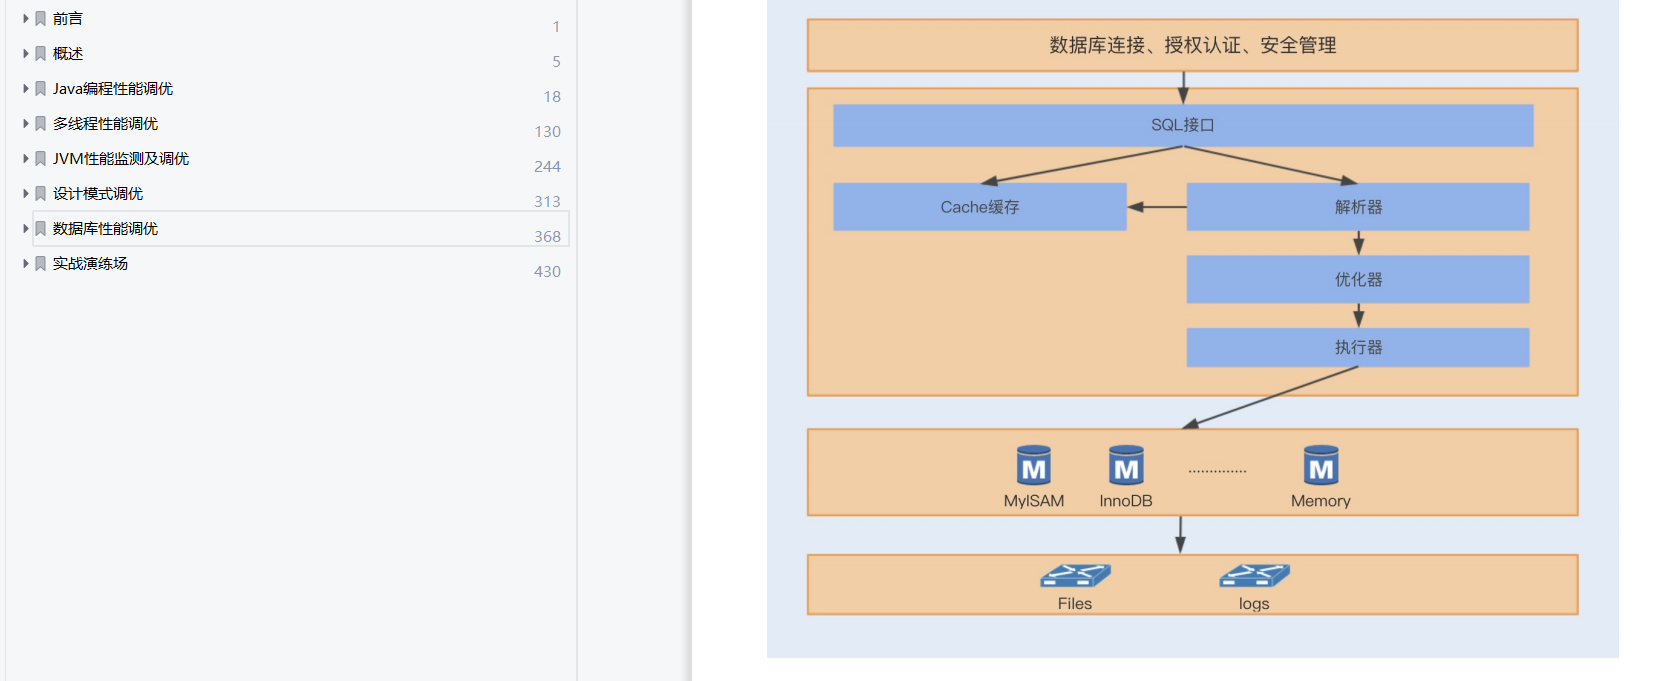 前言
1
概述
5
Java编程性能调优
18
多线程性能调优
130
JVM性能监测及调优
244
设计模式调优
313
数据库性能调优
368
实战演练场
430
数据库连接、授权认证、安全管理
SQL接口
Cache缓存
解析器
优化器
执行器
M M .............. M
MyISAM InnoDB Memory
Files logs